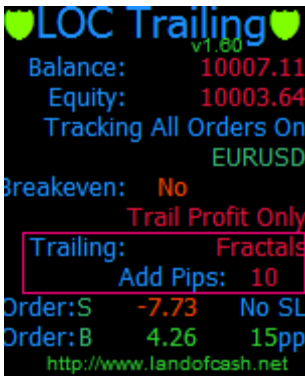 LOC Trailing
v1.60
Balance: 10007.11
Equity: 10003.64
Tracking All Orders On
EURUSD
Breakeven: No
Trail Profit Only
Trailing: Fractals
Add Pips: 10
Order:S -7.73 No SL
Order:B 4.26 15pp
http://www.landofcash.net